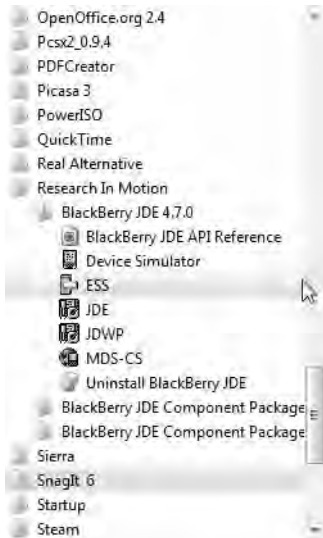 OpenOffice.org 2.4
Pcsx2_0.9.4
PDFCreator
Picasa 3
PowerISO
QuickTime
Real Alternative
Research In Motion
BlackBerry JDE 4.7.0
BlackBerry JDE API Reference
Device Simulator
ESS
JDE
JDWP
MDS-CS
Uninstall BlackBerry JDE
BlackBerry JDE Component Package
BlackBerry JDE Component Package
Sierra
SnagIt 6
Startup
Steam